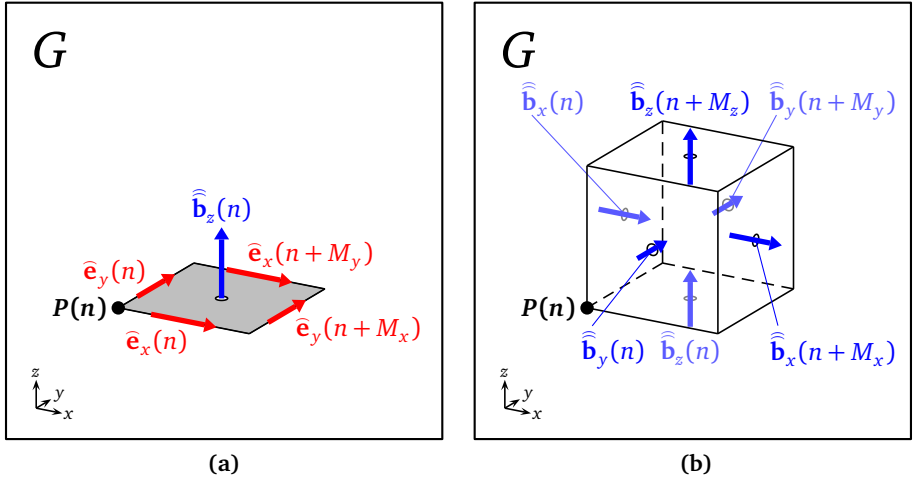 G
b̂̂_z(n)
ê_y(n)
ê_x(n + M_y)
P(n)
ê_x(n)
ê_y(n + M_x)
z
y
x
(a)
G
b̂̂_x(n)
b̂̂_z(n + M_z)
b̂̂_y(n + M_y)
P(n)
b̂̂_y(n)
b̂̂_z(n)
b̂̂_x(n + M_x)
z
y
x
(b)